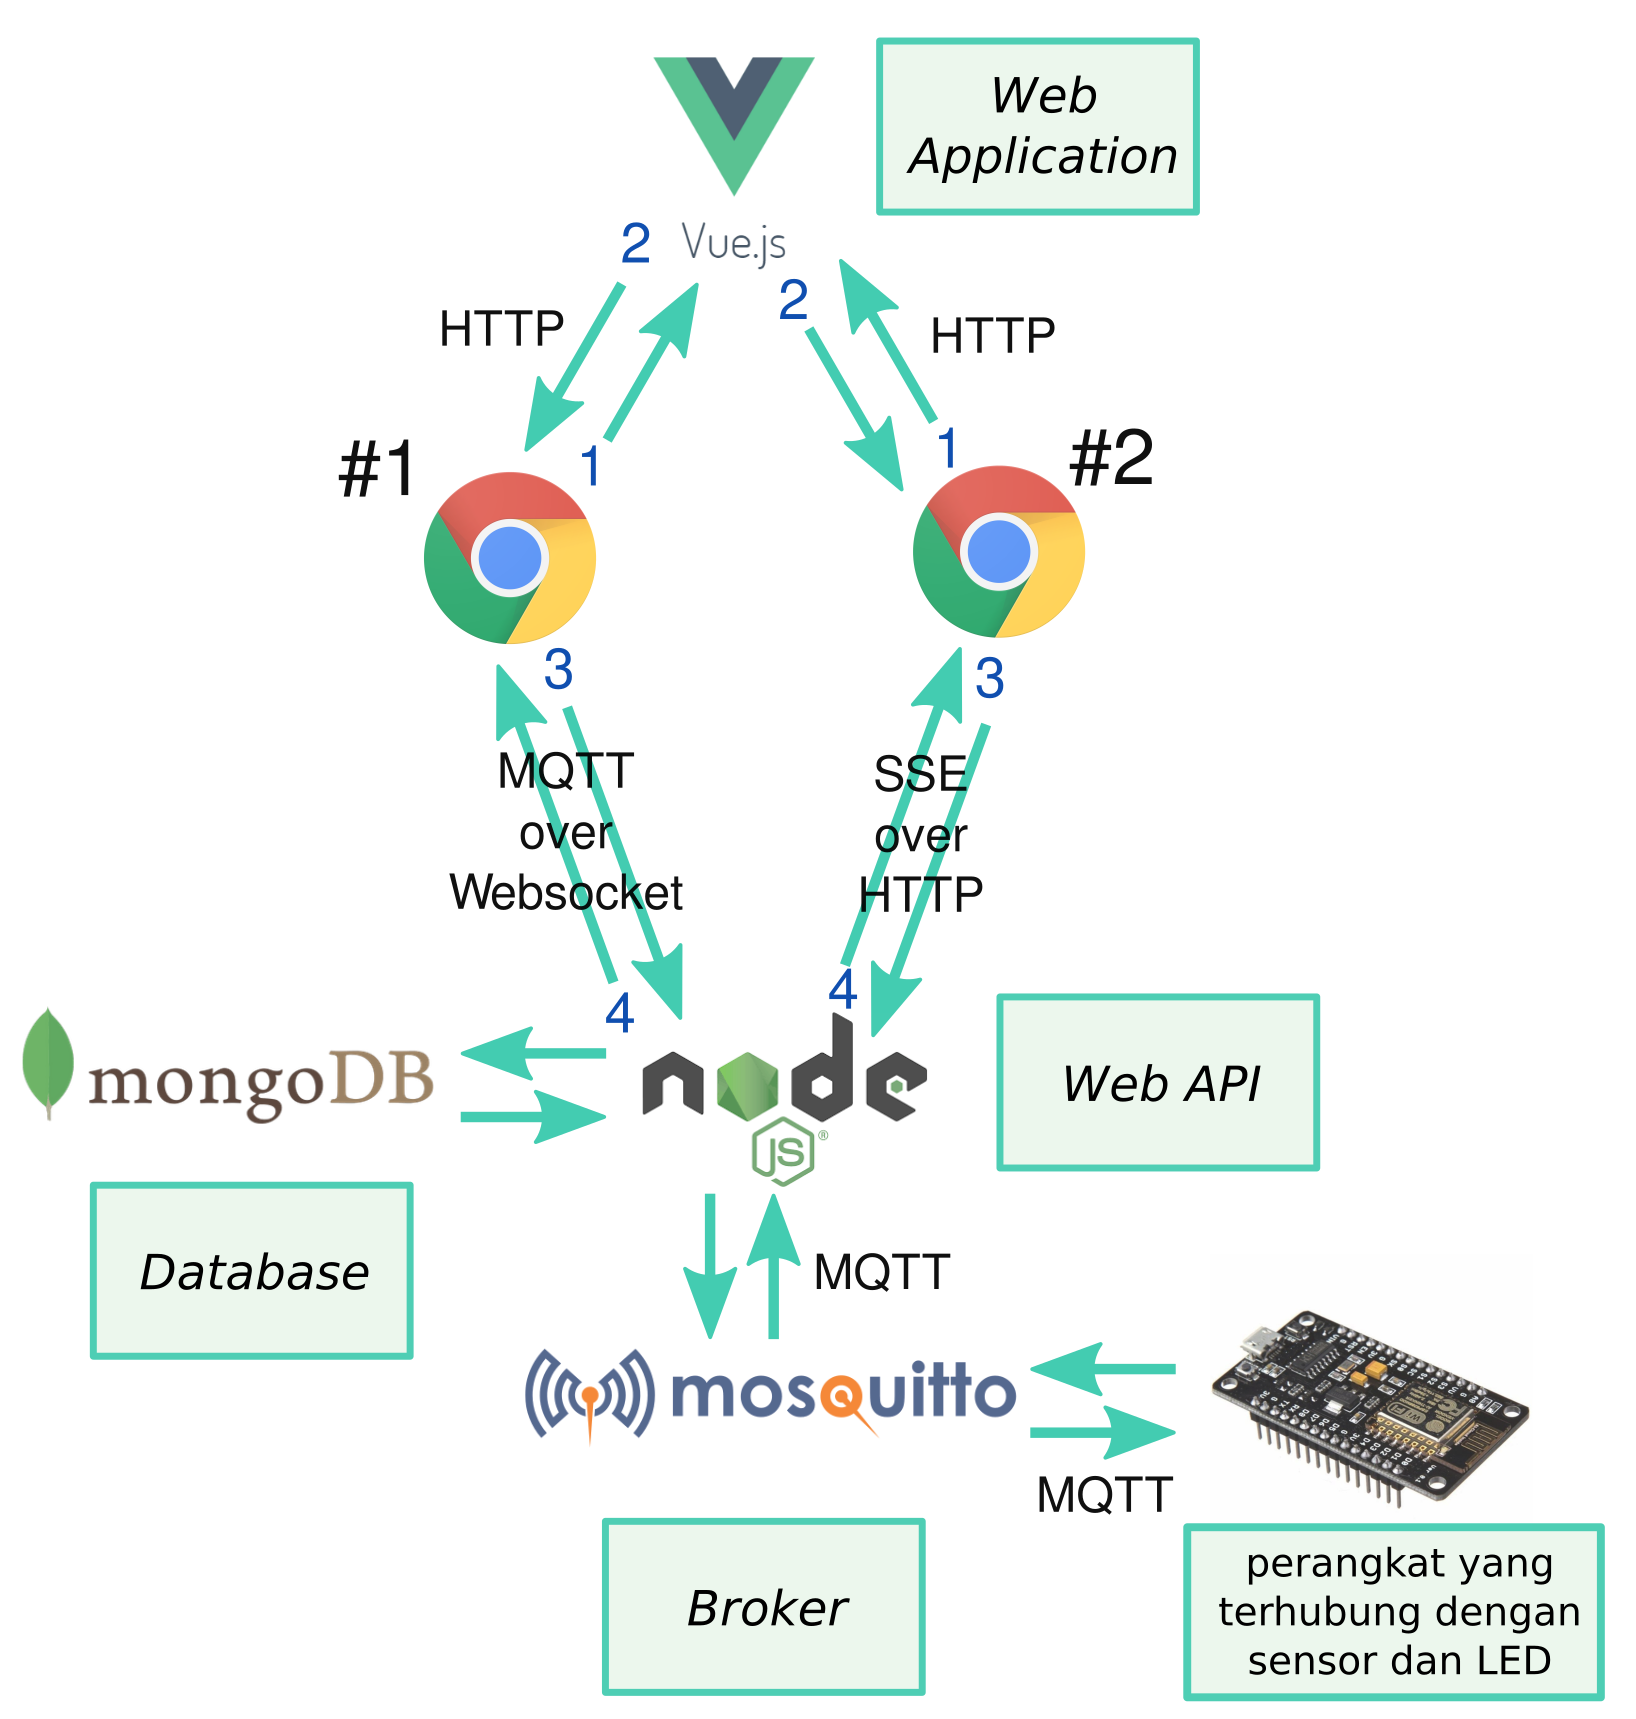 Web
Application
2
Vue.js
2
HTTP
HTTP
#1
1
1
#2
3
3
MQTT
over
Websocket
SSE
over
HTTP
4
4
mongoDB
node
JS®
Web API
Database
MQTT
mosquitto
MQTT
Broker
perangkat yang
terhubung dengan
sensor dan LED